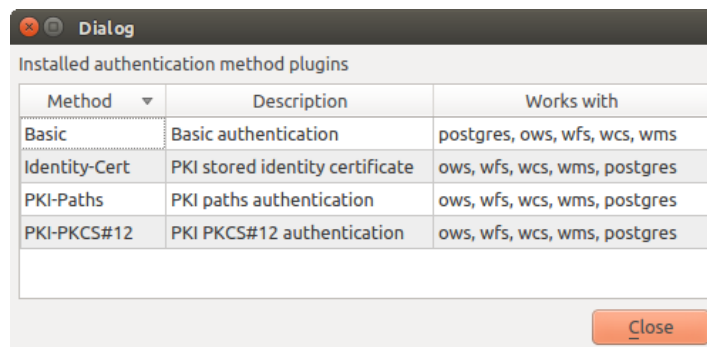 Dialog
Installed authentication method plugins
Method Description Works with
Basic Basic authentication postgres, ows, wfs, wcs, wms
Identity-Cert PKI stored identity certificate ows, wfs, wcs, wms, postgres
PKI-Paths PKI paths authentication ows, wfs, wcs, wms, postgres
PKI-PKCS#12 PKI PKCS#12 authentication ows, wfs, wcs, wms, postgres
Close